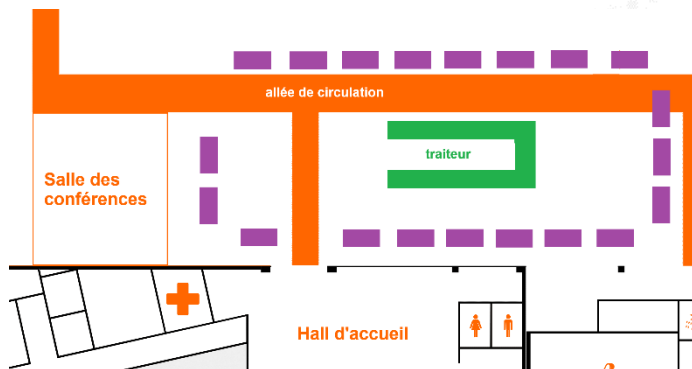 allée de circulation
traiteur
Salle des
conférences
Hall d'accueil